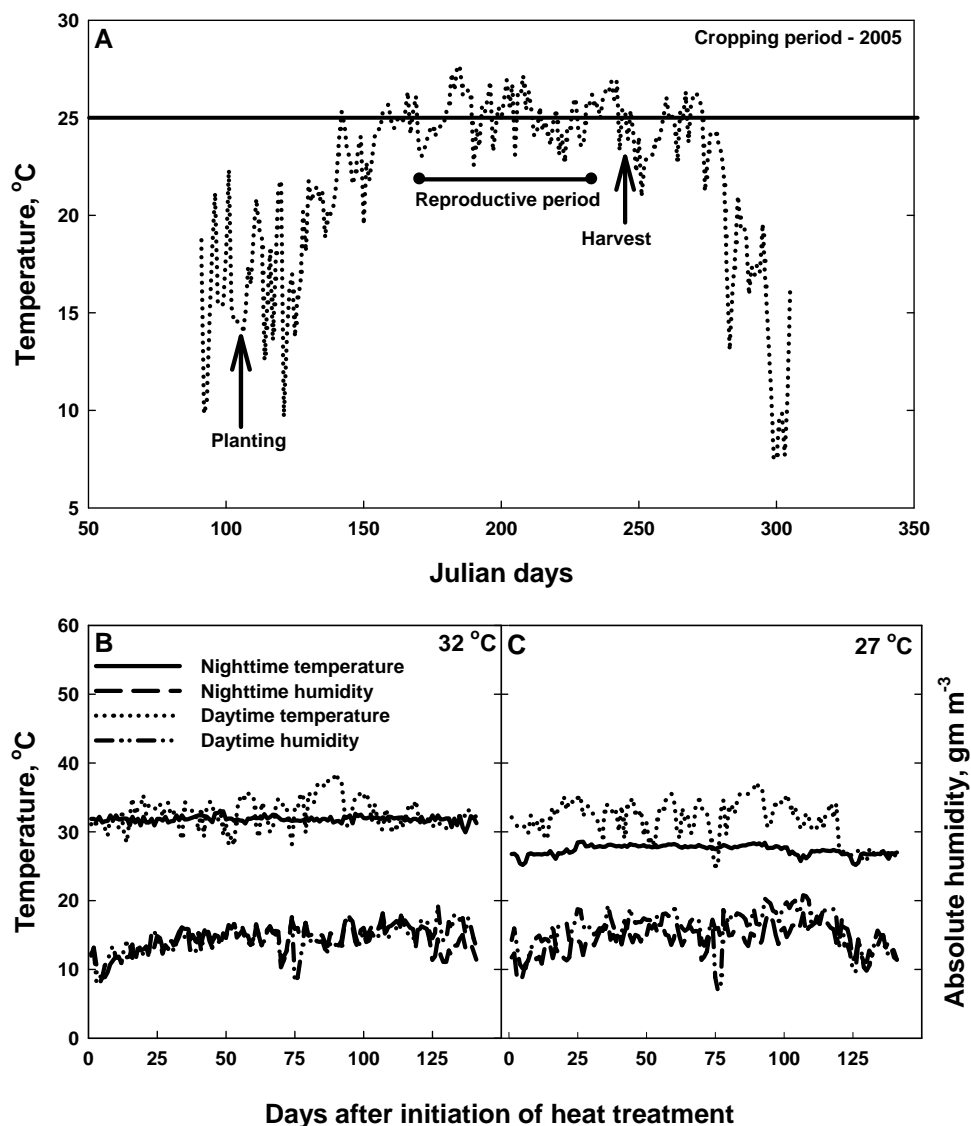 A
Cropping period - 2005
Temperature, °C
30
25
20
15
10
5
Reproductive period
Harvest
Planting
50 100 150 200 250 300 350
Julian days
B
32 °C
C
27 °C
Nighttime temperature
Nighttime humidity
Daytime temperature
Daytime humidity
Temperature, °C
60
50
40
30
20
10
0
Absolute humidity, gm m⁻³
0 25 50 75 100 125 0 25 50 75 100 125
Days after initiation of heat treatment